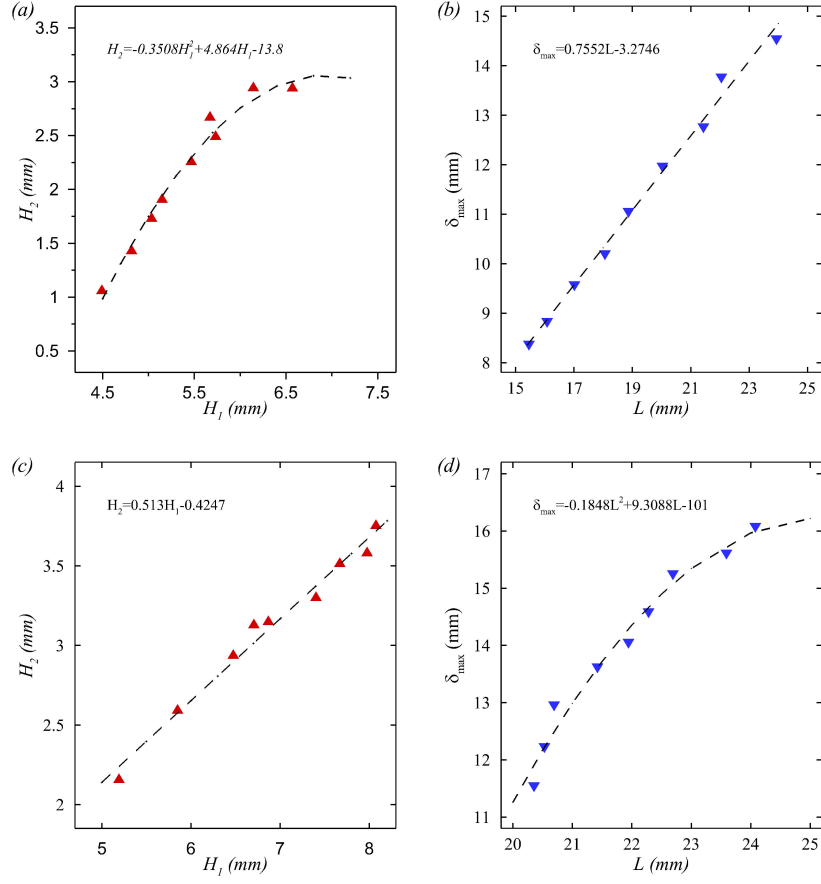 (a)
H₂=-0.3508H₁²+4.864H₁-13.8
3.5
3
2.5
2
1.5
1
0.5
H₂ (mm)
4.5 5.5 6.5 7.5
H₁ (mm)
(b)
δmax=0.7552L-3.2746
15
14
13
12
11
10
9
8
δmax (mm)
15 17 19 21 23 25
L (mm)
(c)
H₂=0.513H₁-0.4247
4
3.5
3
2.5
2
H₂ (mm)
5 6 7 8
H₁ (mm)
(d)
δmax=-0.1848L²+9.3088L-101
17
16
15
14
13
12
11
δmax (mm)
20 21 22 23 24 25
L (mm)